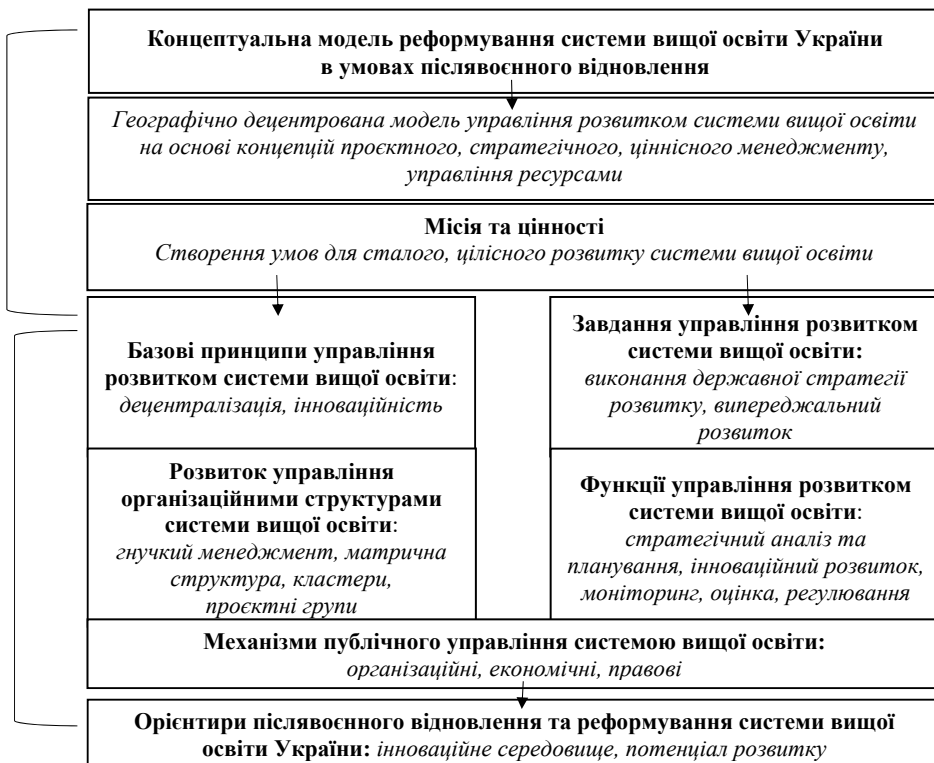 Концептуальна модель реформування системи вищої освіти України
в умовах післявоєнного відновлення
Географічно децентрована модель управління розвитком системи вищої освіти
на основі концепцій проєктного, стратегічного, ціннісного менеджменту,
управління ресурсами
Місія та цінності
Створення умов для сталого, цілісного розвитку системи вищої освіти
Базові принципи управління
розвитком системи вищої освіти:
децентралізація, інноваційність
Завдання управління розвитком
системи вищої освіти:
виконання державної стратегії
розвитку, випереджальний
розвиток
Розвиток управління
організаційними структурами
системи вищої освіти:
гнучкий менеджмент, матрична
структура, кластери,
проєктні групи
Функції управління розвитком
системи вищої освіти:
стратегічний аналіз та
планування, інноваційний розвиток,
моніторинг, оцінка, регулювання
Механізми публічного управління системою вищої освіти:
організаційні, економічні, правові
Орієнтири післявоєнного відновлення та реформування системи вищої
освіти України: інноваційне середовище, потенціал розвитку